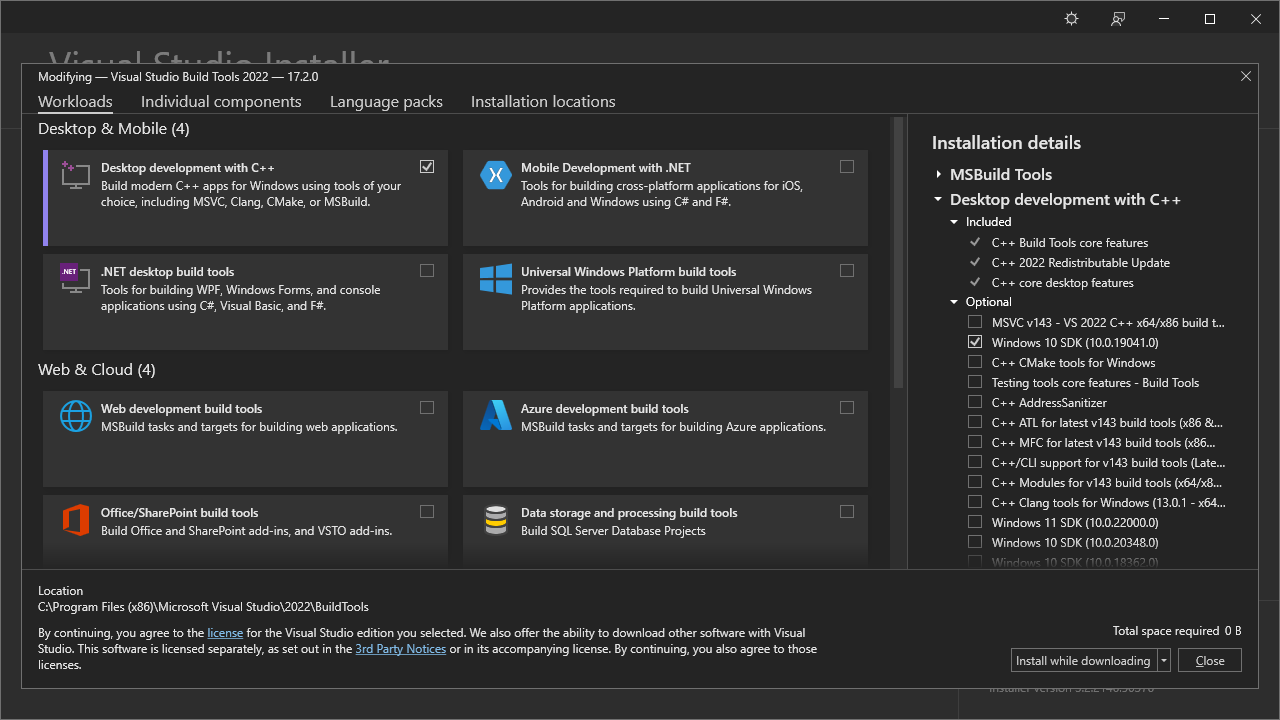 Visual Studio Installer
Modifying — Visual Studio Build Tools 2022 — 17.2.0
Workloads
Individual components
Language packs
Installation locations
Desktop & Mobile (4)
Desktop development with C++
Build modern C++ apps for Windows using tools of your
choice, including MSVC, Clang, CMake, or MSBuild.
Mobile Development with .NET
Tools for building cross-platform applications for iOS,
Android and Windows using C# and F#.
.NET
.NET desktop build tools
Tools for building WPF, Windows Forms, and console
applications using C#, Visual Basic, and F#.
Universal Windows Platform build tools
Provides the tools required to build Universal Windows
Platform applications.
Web & Cloud (4)
Web development build tools
MSBuild tasks and targets for building web applications.
Azure development build tools
MSBuild tasks and targets for building Azure applications.
Office/SharePoint build tools
Build Office and SharePoint add-ins, and VSTO add-ins.
Data storage and processing build tools
Build SQL Server Database Projects
Installation details
MSBuild Tools
Desktop development with C++
Included
C++ Build Tools core features
C++ 2022 Redistributable Update
C++ core desktop features
Optional
MSVC v143 - VS 2022 C++ x64/x86 build t...
Windows 10 SDK (10.0.19041.0)
C++ CMake tools for Windows
Testing tools core features - Build Tools
C++ AddressSanitizer
C++ ATL for latest v143 build tools (x86 &...
C++ MFC for latest v143 build tools (x86...
C++/CLI support for v143 build tools (Late...
C++ Modules for v143 build tools (x64/x8...
C++ Clang tools for Windows (13.0.1 - x64...
Windows 11 SDK (10.0.22000.0)
Windows 10 SDK (10.0.20348.0)
Windows 10 SDK (10.0.18362.0)
Location
C:\Program Files (x86)\Microsoft Visual Studio\2022\BuildTools
By continuing, you agree to the license for the Visual Studio edition you selected. We also offer the ability to download other software with Visual
Studio. This software is licensed separately, as set out in the 3rd Party Notices or in its accompanying license. By continuing, you also agree to those
licenses.
Total space required 0 B
Install while downloading
Close